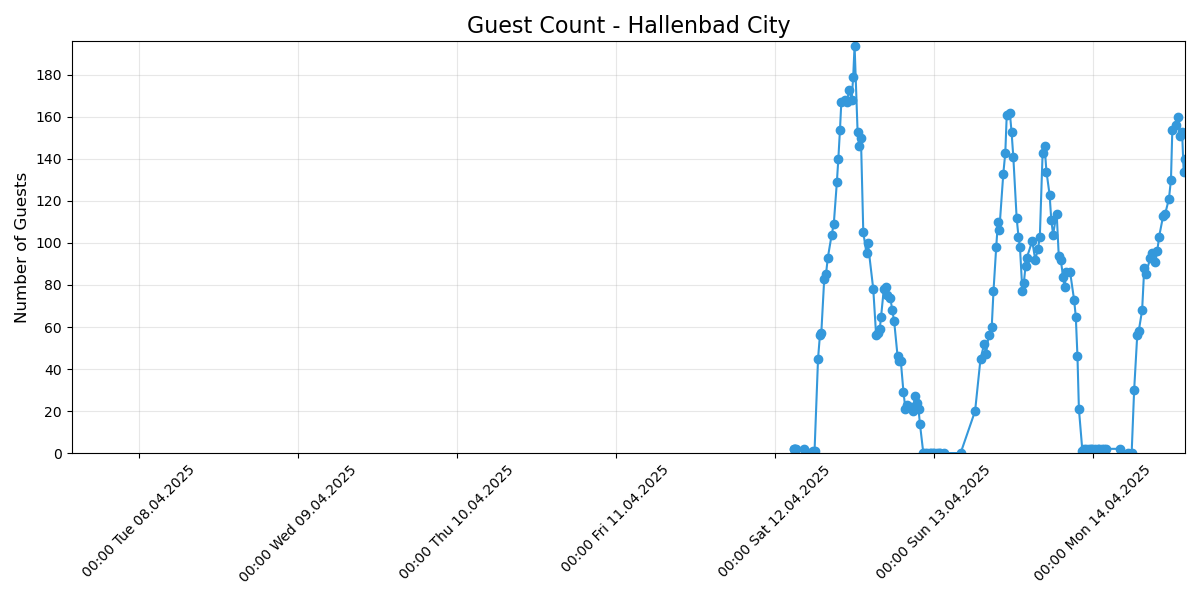 Guest Count - Hallenbad City
Number of Guests
180
160
140
120
100
80
60
40
20
0
00:00 Tue 08.04.2025
00:00 Wed 09.04.2025
00:00 Thu 10.04.2025
00:00 Fri 11.04.2025
00:00 Sat 12.04.2025
00:00 Sun 13.04.2025
00:00 Mon 14.04.2025